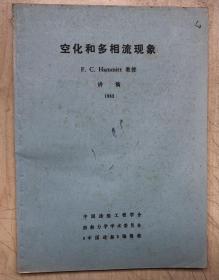 空化和多相流现象
F. C. Hammitt 教授
讲稿
1983
中国造船工程学会
船舶力学学术委员会
《中国造船》编辑部